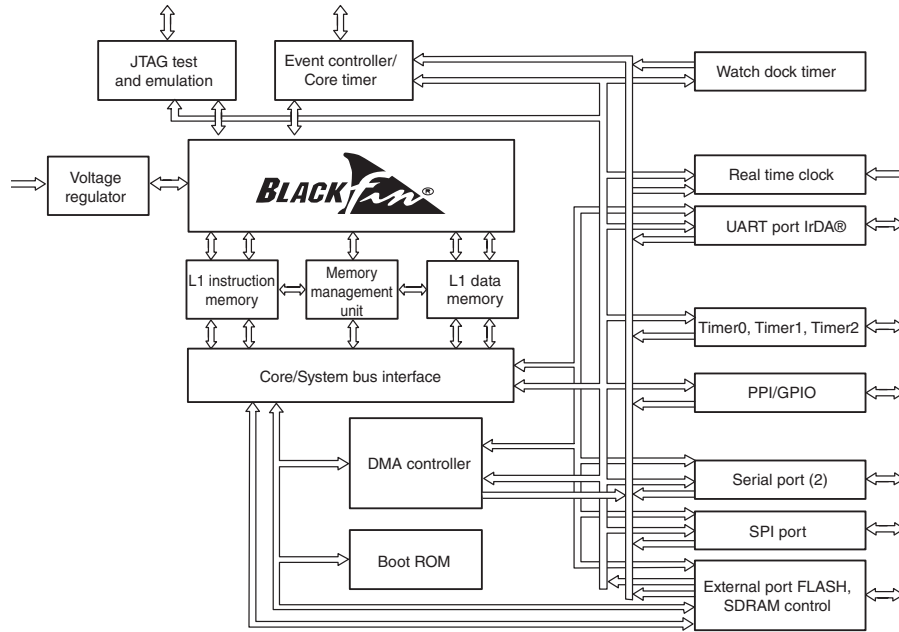 JTAG test
and emulation
Event controller/
Core timer
Watch dock timer
Voltage
regulator
BLACKfin®
Real time clock
UART port IrDA®
L1 instruction
memory
Memory
management
unit
L1 data
memory
Timer0, Timer1, Timer2
Core/System bus interface
PPI/GPIO
DMA controller
Serial port (2)
SPI port
Boot ROM
External port FLASH,
SDRAM control